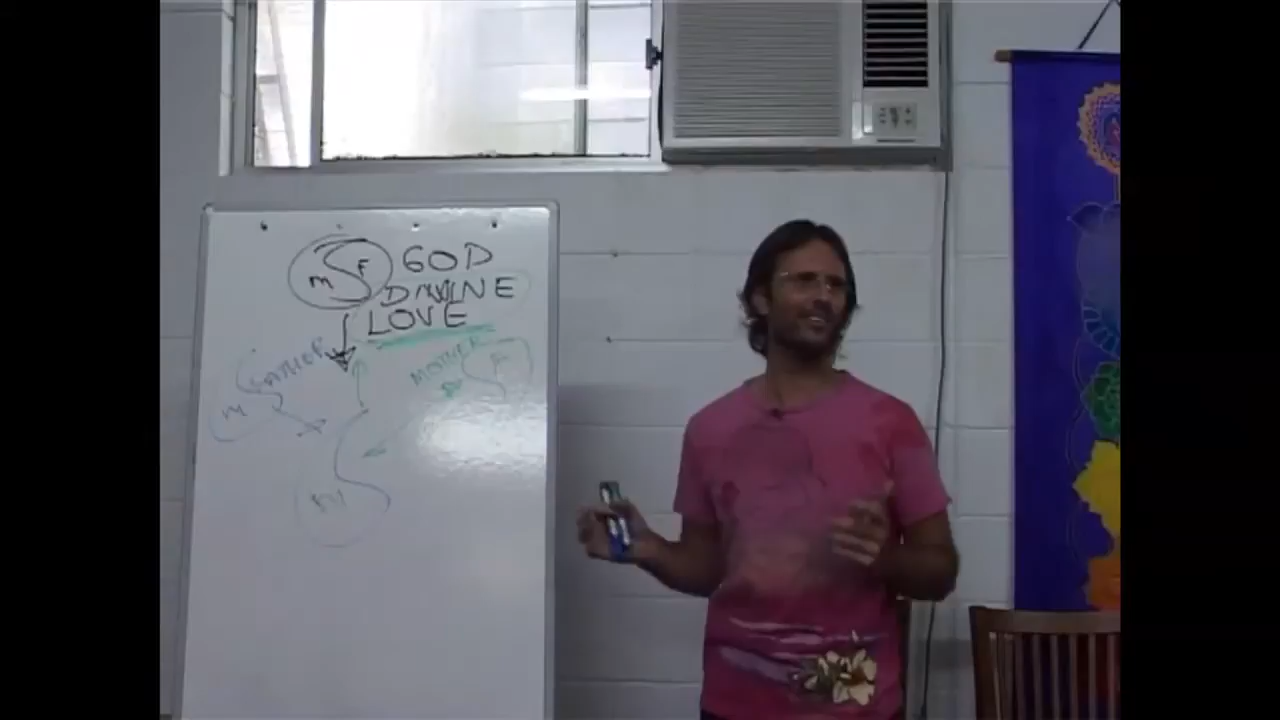 M F GOD
DIVINE
LOVE
FATHER
MOTHER
F
M